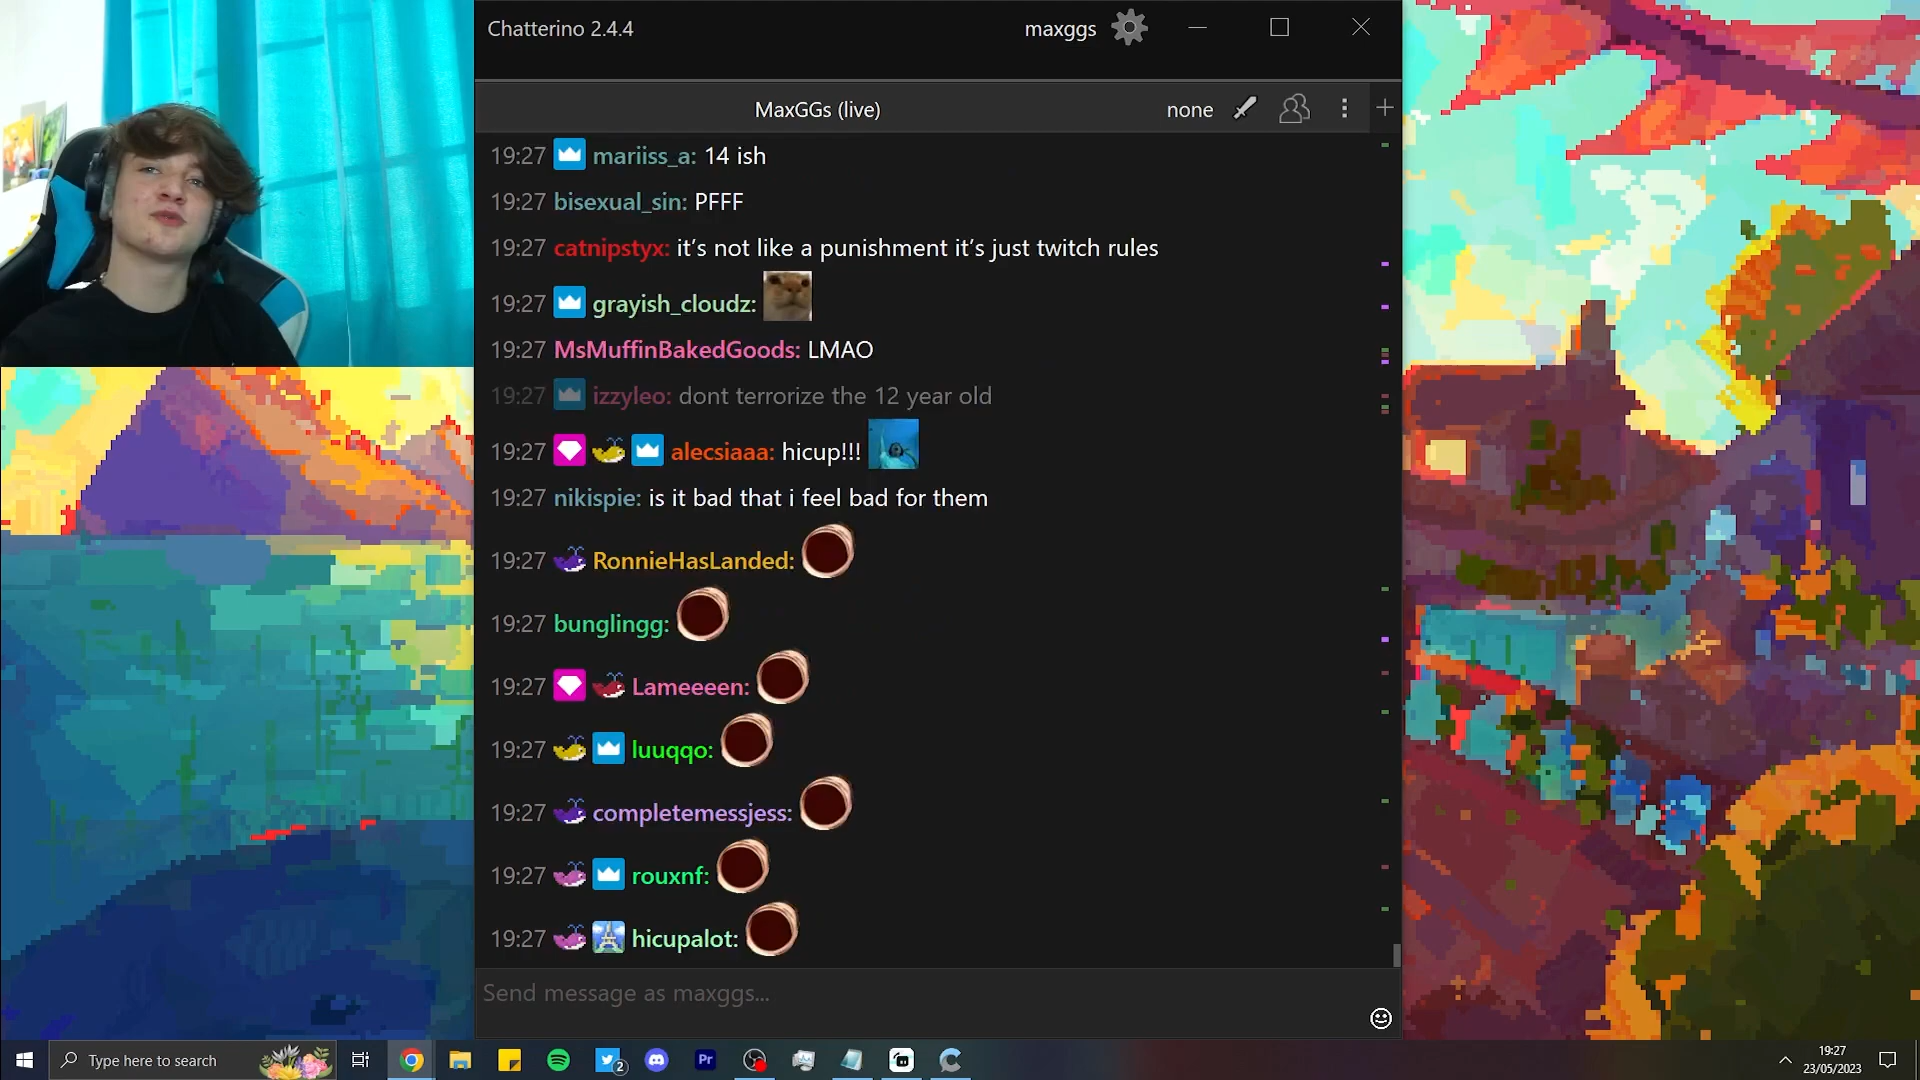 Chatterino 2.4.4
maxggs
MaxGGs (live)
none
19:27 mariiss_a: 14 ish
19:27 bisexual_sin: PFFF
19:27 catnipstyx: it’s not like a punishment it’s just twitch rules
19:27 grayish_cloudz:
19:27 MsMuffinBakedGoods: LMAO
19:27 izzyleo: dont terrorize the 12 year old
19:27 alecsiaaa: hicup!!!
19:27 nikispie: is it bad that i feel bad for them
19:27 RonnieHasLanded:
19:27 bunglingg:
19:27 Lameeeen:
19:27 luuqqo:
19:27 completemessjess:
19:27 rouxnf:
19:27 hicupalot:
Send message as maxggs...
Type here to search
2
Pr
19:27
23/05/2023